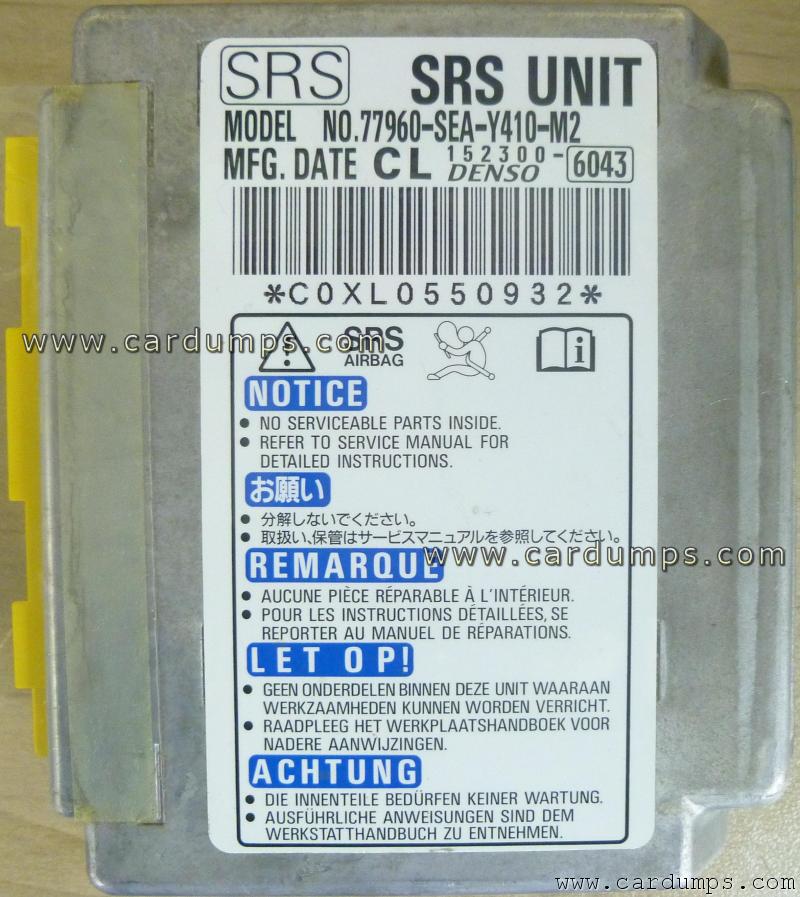 SRS SRS UNIT
MODEL NO.77960-SEA-Y410-M2
MFG. DATE CL 152300-6043
DENSO
*C0XL0550932*
www.cardumps.com
SRS
AIRBAG
NOTICE
● NO SERVICEABLE PARTS INSIDE.
● REFER TO SERVICE MANUAL FOR
DETAILED INSTRUCTIONS.
お願い
● 分解しないでください。
● 取扱い、保管はサービスマニュアルを参照してください。
www.cardumps.com
REMARQUE
● AUCUNE PIÈCE RÉPARABLE À L'INTÉRIEUR.
● POUR LES INSTRUCTIONS DÉTAILLÉES, SE
REPORTER AU MANUEL DE RÉPARATIONS.
LET OP!
● GEEN ONDERDELEN BINNEN DEZE UNIT WAARAAN
WERKZAAMHEDEN KUNNEN WORDEN VERRICHT.
● RAADPLEEG HET WERKPLAATSHANDBOEK VOOR
NADERE AANWIJZINGEN.
ACHTUNG
● DIE INNENTEILE BEDÜRFEN KEINER WARTUNG.
● AUSFÜHRLICHE ANWEISUNGEN SIND DEM
WERKSTATTHANDBUCH ZU ENTNEHMEN.
www.cardumps.com